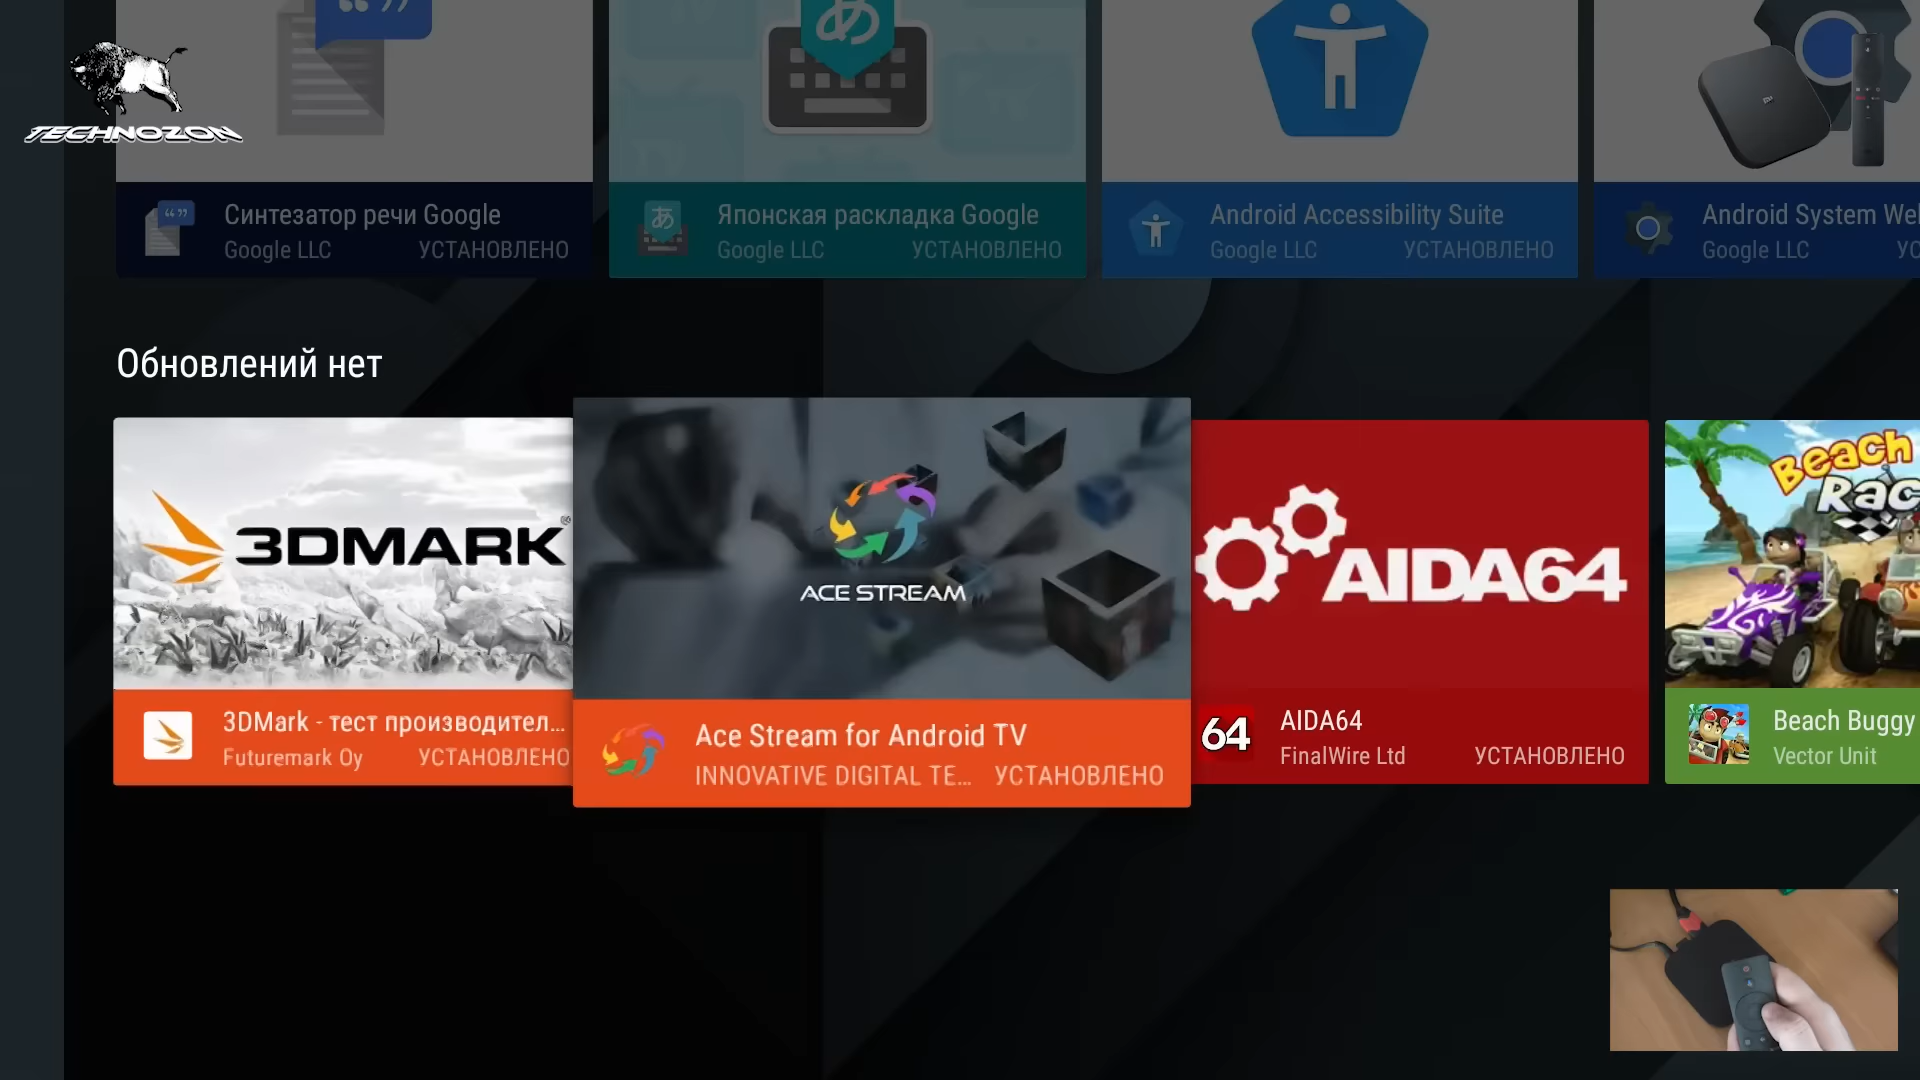 TECHNOZON
Синтезатор речи Google
Google LLC УСТАНОВЛЕНО
Японская раскладка Google
Google LLC УСТАНОВЛЕНО
Android Accessibility Suite
Google LLC УСТАНОВЛЕНО
Android System
Google LLC
Обновлений нет
3DMARK
3DMark - тест производител...
Futuremark Oy УСТАНОВЛЕНО
ACE STREAM
Ace Stream for Android TV
INNOVATIVE DIGITAL TE... УСТАНОВЛЕНО
AIDA64
64
AIDA64
FinalWire Ltd УСТАНОВЛЕНО
Beach
Beach Buggy
Vector Unit